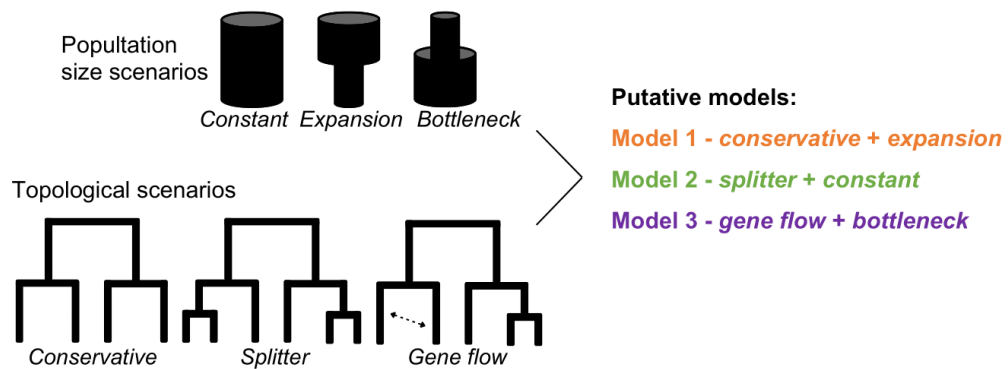 Popultation
size scenarios
Constant Expansion Bottleneck
Topological scenarios
Conservative Splitter Gene flow
Putative models:
Model 1 - conservative + expansion
Model 2 - splitter + constant
Model 3 - gene flow + bottleneck